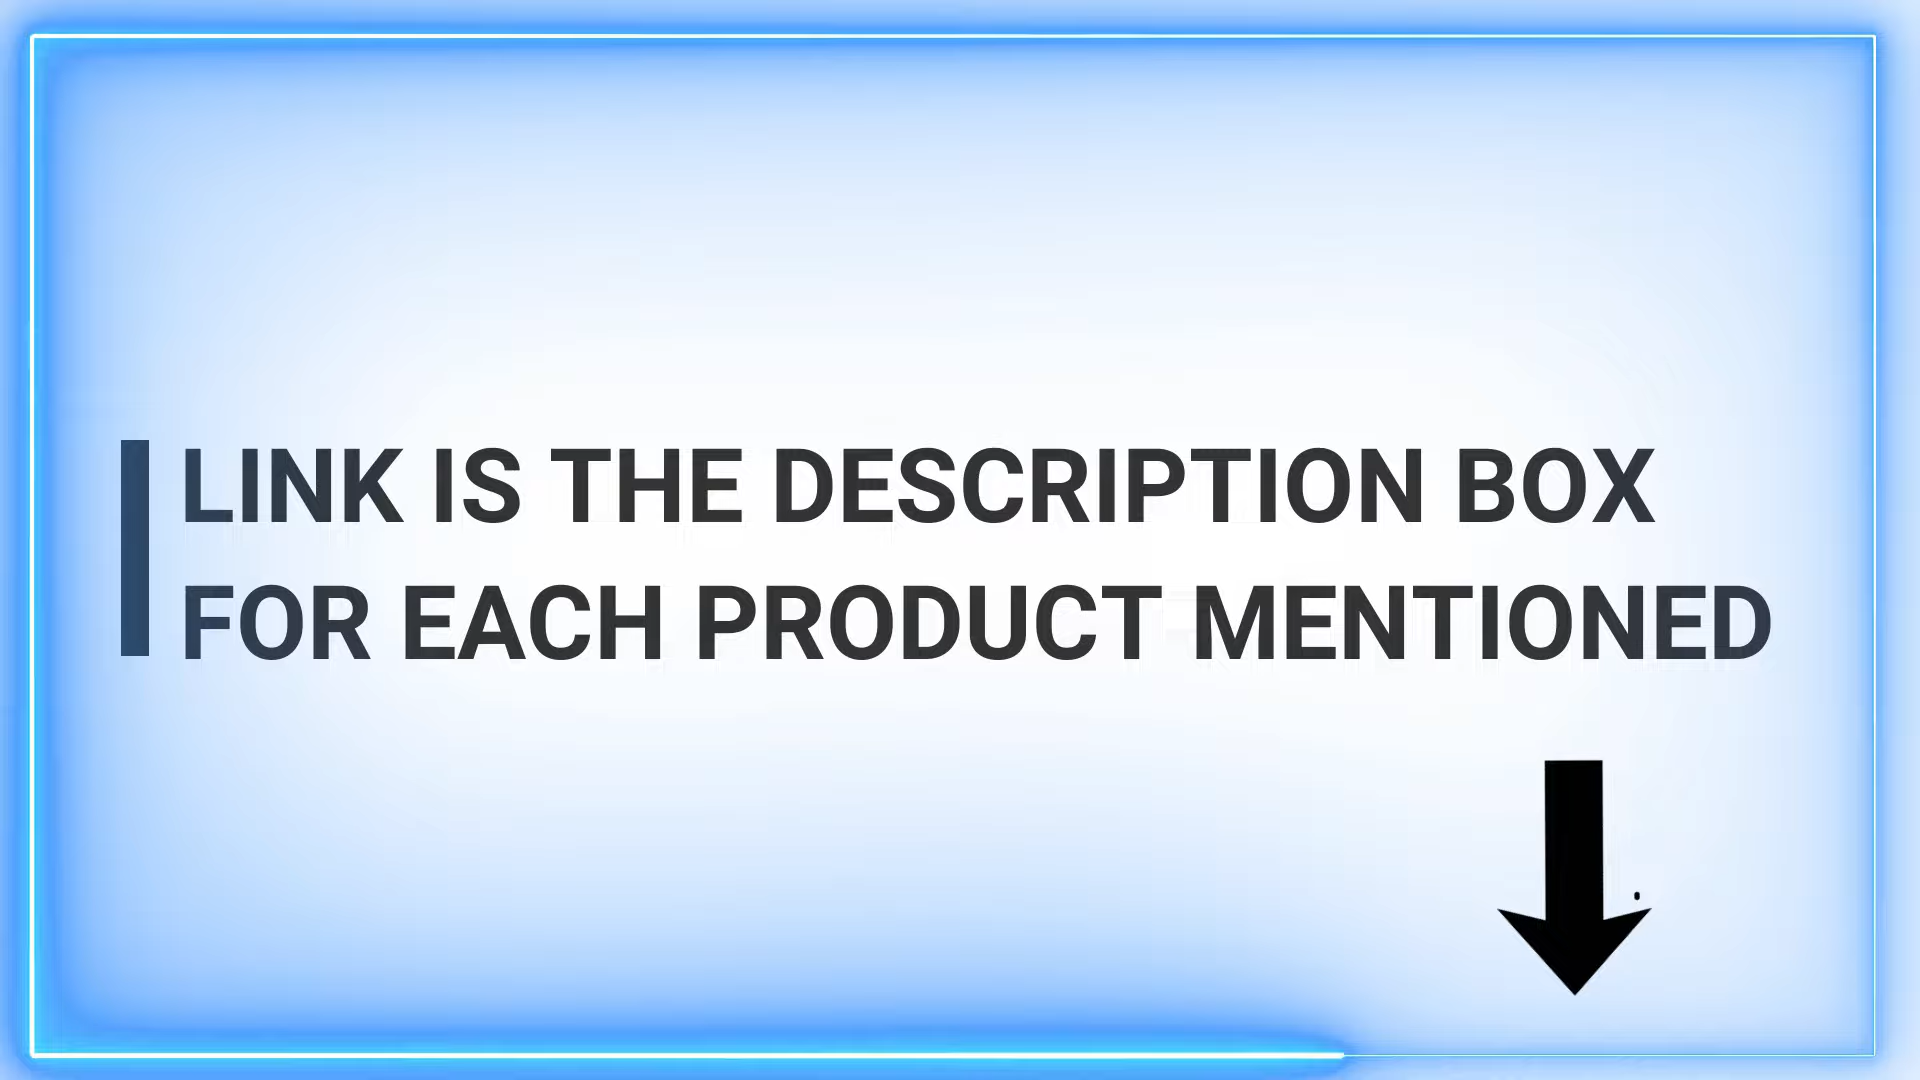 LINK IS THE DESCRIPTION BOX
FOR EACH PRODUCT MENTIONED